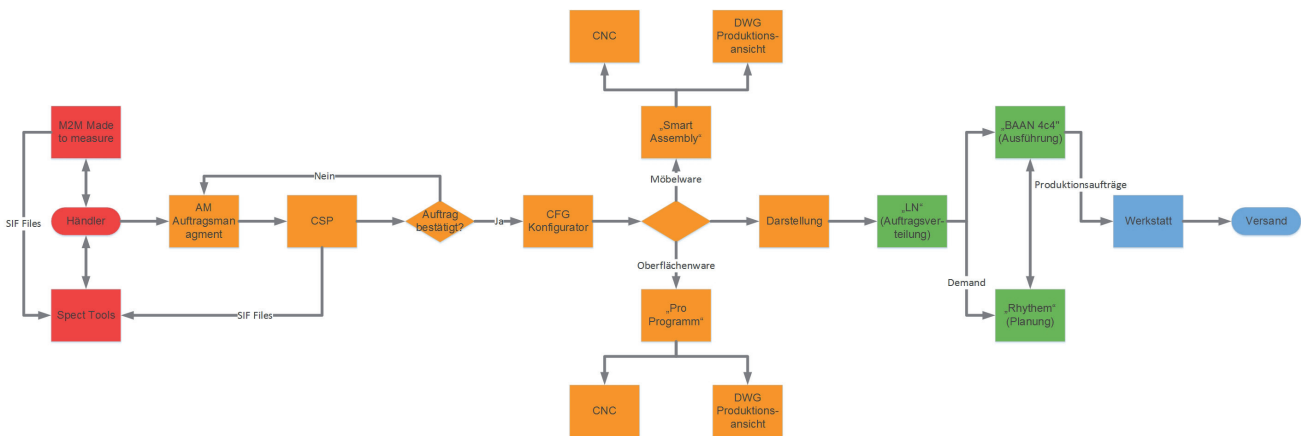 CNC
DWG
Produktions-
ansicht
M2M Made
to measure
„Smart
Assembly“
„BAAN 4c4"
(Ausführung)
Nein
Möbelware
Produktionsaufträge
SIF Files
Händler
AM
Auftragsman
agment
CSP
Auftrag
bestätigt?
Ja
CFG
Konfigurator
Darstellung
„LN“
(Auftragsver-
teilung)
Werkstatt
Versand
Oberflächenware
Demand
Spect Tools
SIF Files
„Pro
Programm“
„Rhythem“
(Planung)
CNC
DWG
Produktions-
ansicht